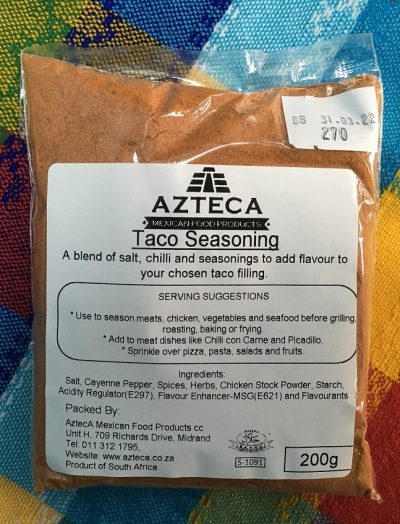 BB 31.03.22
270
AZTECA
MEXICAN FOOD PRODUCTS
Taco Seasoning
A blend of salt, chilli and seasonings to add flavour to
your chosen taco filling.
SERVING SUGGESTIONS
* Use to season meats, chicken, vegetables and seafood before grilling,
roasting, baking or frying.
* Add to meat dishes like Chilli con Carne and Picadillo.
* Sprinkle over pizza, pasta, salads and fruits.
Ingredients:
Salt, Cayenne Pepper, Spices, Herbs, Chicken Stock Powder, Starch,
Acidity Regulator(E297), Flavour Enhancer-MSG(E621) and Flavourants
Packed By:
AztecA Mexican Food Products cc
Unit H, 709 Richards Drive, Midrand
Tel: 011 312 1795,
Website: www.azteca.co.za
Product of South Africa
S-1091
200g